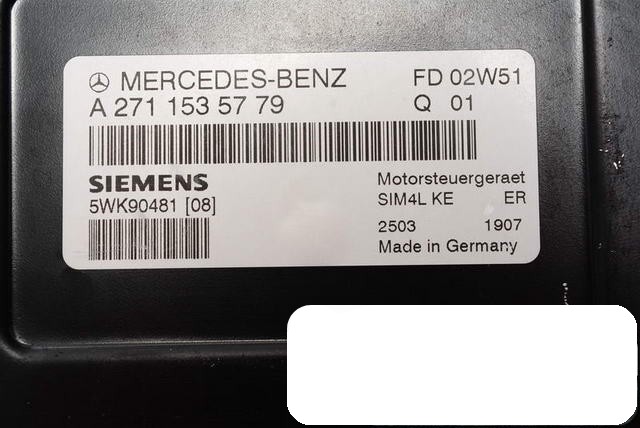 MERCEDES-BENZ FD 02W51
A 271 153 57 79 Q 01
SIEMENS Motorsteuergeraet
5WK90481 [08] SIM4L KE ER
2503 1907
Made in Germany